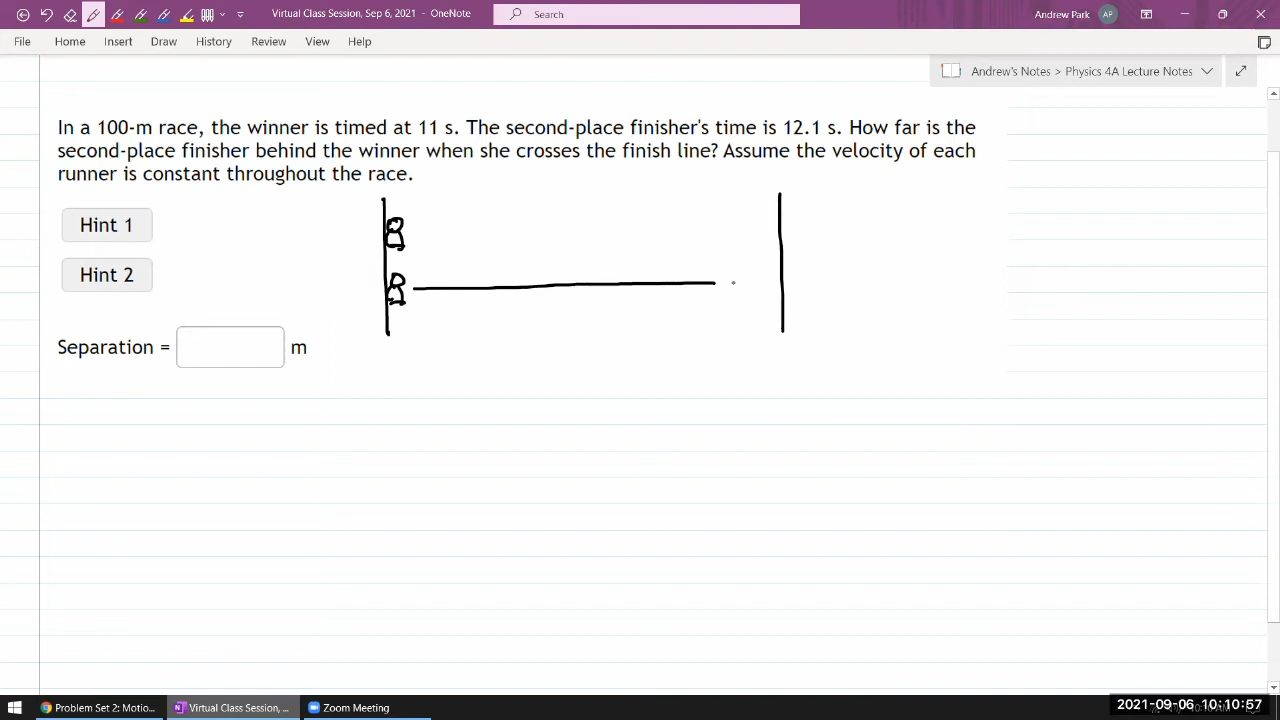 Virtual Class Session, Sep 6, 2021 - OneNote
Search
Andrew Park
AP
File Home Insert Draw History Review View Help
Andrew's Notes > Physics 4A Lecture Notes
In a 100-m race, the winner is timed at 11 s. The second-place finisher's time is 12.1 s. How far is the
second-place finisher behind the winner when she crosses the finish line? Assume the velocity of each
runner is constant throughout the race.
Hint 1
Hint 2
Separation = m
Problem Set 2: Motio... Virtual Class Session, ... Zoom Meeting
2021-09-06 10:10:57